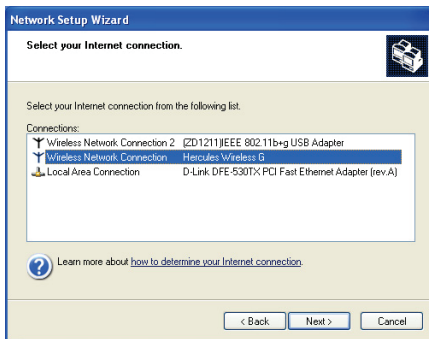 Network Setup Wizard
Select your Internet connection.
Select your Internet connection from the following list.
Connections:
Wireless Network Connection 2 (ZD1211)IEEE 802.11b+g USB Adapter
Wireless Network Connection Hercules Wireless G
Local Area Connection D-Link DFE-530TX PCI Fast Ethernet Adapter (rev.A)
Learn more about how to determine your Internet connection.
< Back Next > Cancel